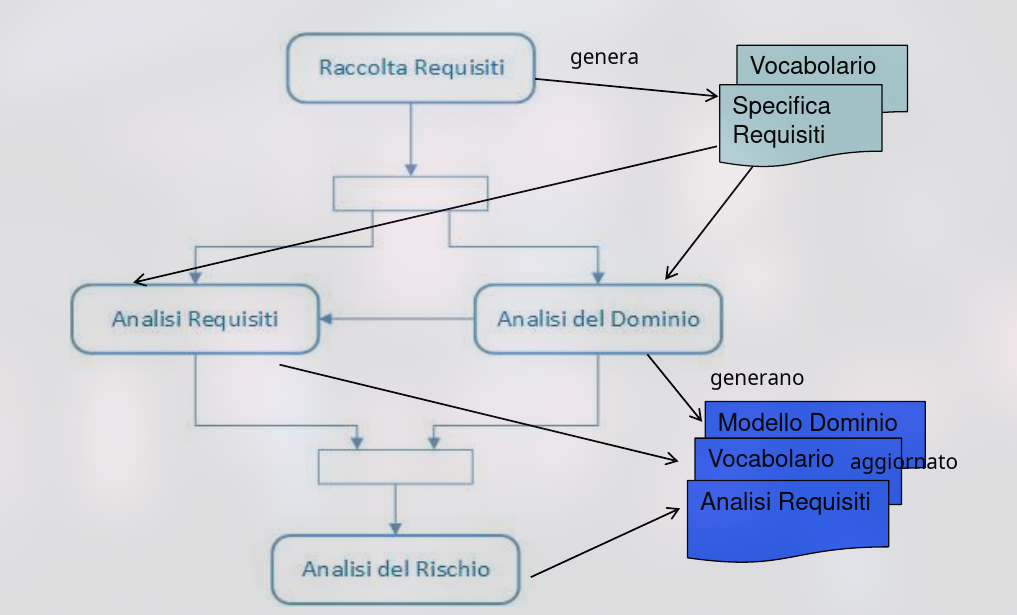 Raccolta Requisiti
genera
Vocabolario
Specifica
Requisiti
Analisi Requisiti
Analisi del Dominio
generano
Modello Dominio
Vocabolario aggiornato
Analisi Requisiti
Analisi del Rischio